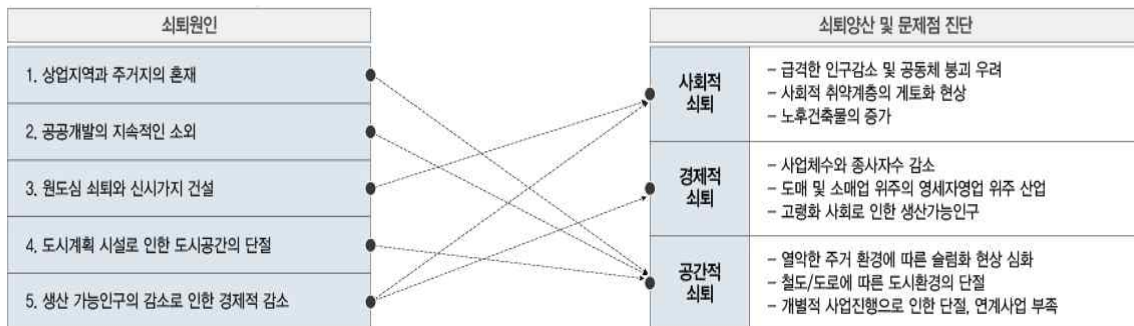 쇠퇴원인
1. 상업지역과 주거지의 혼재
2. 공공개발의 지속적인 소외
3. 원도심 쇠퇴와 신시가지 건설
4. 도시계획 시설로 인한 도시공간의 단절
5. 생산 가능인구의 감소로 인한 경제적 감소
쇠퇴양산 및 문제점 진단
사회적
쇠퇴
– 급격한 인구감소 및 공동체 붕괴 우려
– 사회적 취약계층의 게토화 현상
– 노후건축물의 증가
경제적
쇠퇴
– 사업체수와 종사자수 감소
– 도매 및 소매업 위주의 영세자영업 위주 산업
– 고령화 사회로 인한 생산가능인구
공간적
쇠퇴
– 열악한 주거 환경에 따른 슬럼화 현상 심화
– 철도/도로에 따른 도시환경의 단절
– 개별적 사업진행으로 인한 단절, 연계사업 부족